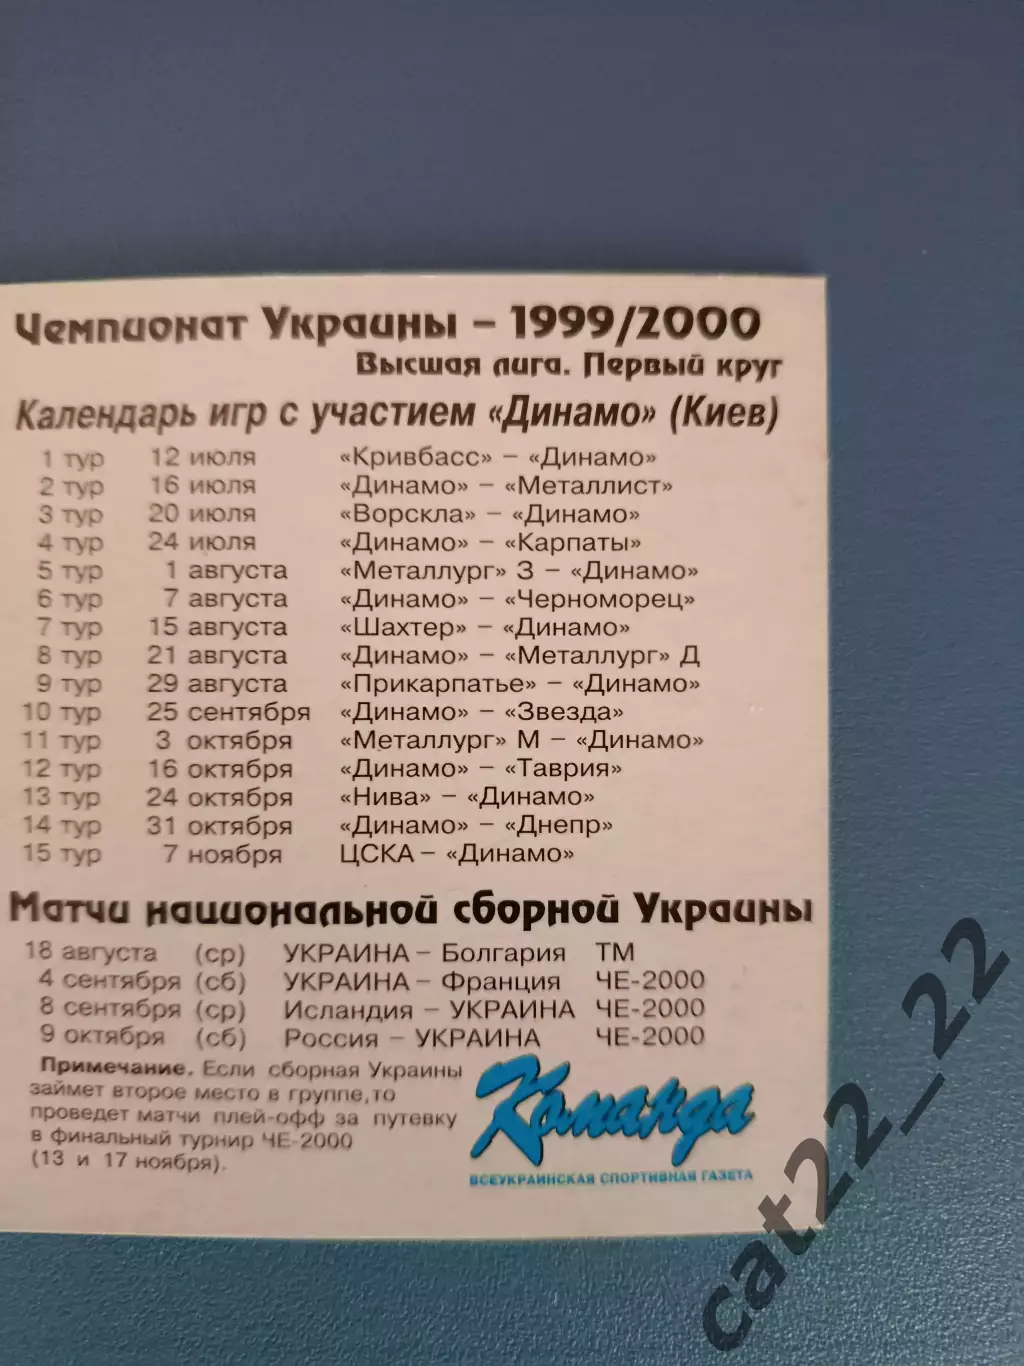 Чемпионат Украины – 1999/2000
Высшая лига. Первый круг
Календарь игр с участием «Динамо» (Киев)
1 тур 12 июля «Кривбасс» – «Динамо»
2 тур 16 июля «Динамо» – «Металлист»
3 тур 20 июля «Ворскла» – «Динамо»
4 тур 24 июля «Динамо» – «Карпаты»
5 тур 1 августа «Металлург» З – «Динамо»
6 тур 7 августа «Динамо» – «Черноморец»
7 тур 15 августа «Шахтер» – «Динамо»
8 тур 21 августа «Динамо» – «Металлург» Д
9 тур 29 августа «Прикарпатье» – «Динамо»
10 тур 25 сентября «Динамо» – «Звезда»
11 тур 3 октября «Металлург» М – «Динамо»
12 тур 16 октября «Динамо» – «Таврия»
13 тур 24 октября «Нива» – «Динамо»
14 тур 31 октября «Динамо» – «Днепр»
15 тур 7 ноября ЦСКА – «Динамо»
Матчи национальной сборной Украины
18 августа (ср) УКРАИНА – Болгария ТМ
4 сентября (сб) УКРАИНА – Франция ЧЕ-2000
8 сентября (ср) Исландия – УКРАИНА ЧЕ-2000
9 октября (сб) Россия – УКРАИНА ЧЕ-2000
Примечание. Если сборная Украины
займет второе место в группе,то
проведет матчи плей-офф за путевку
в финальный турнир ЧЕ-2000
(13 и 17 ноября).
Команда
ВСЕУКРАИНСКАЯ СПОРТИВНАЯ ГАЗЕТА
cat22_22